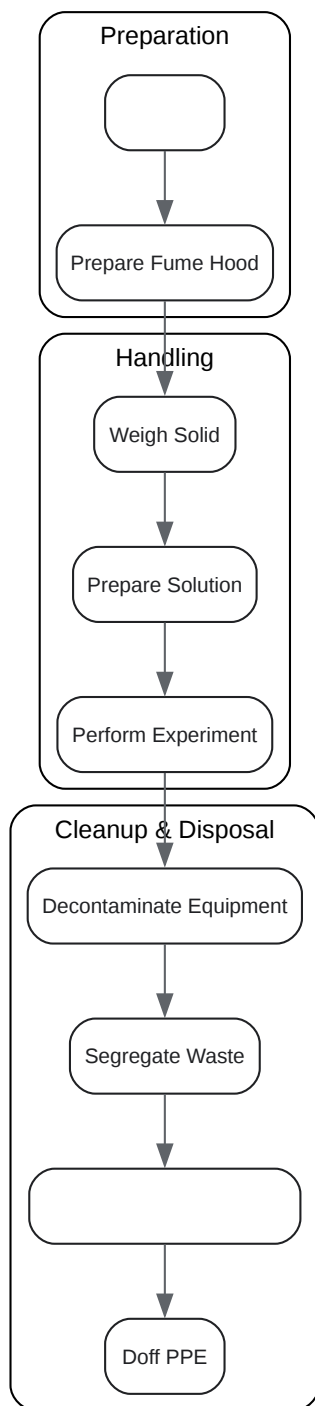 Preparation
Prepare Fume Hood
Handling
Weigh Solid
Prepare Solution
Perform Experiment
Cleanup & Disposal
Decontaminate Equipment
Segregate Waste
Doff PPE